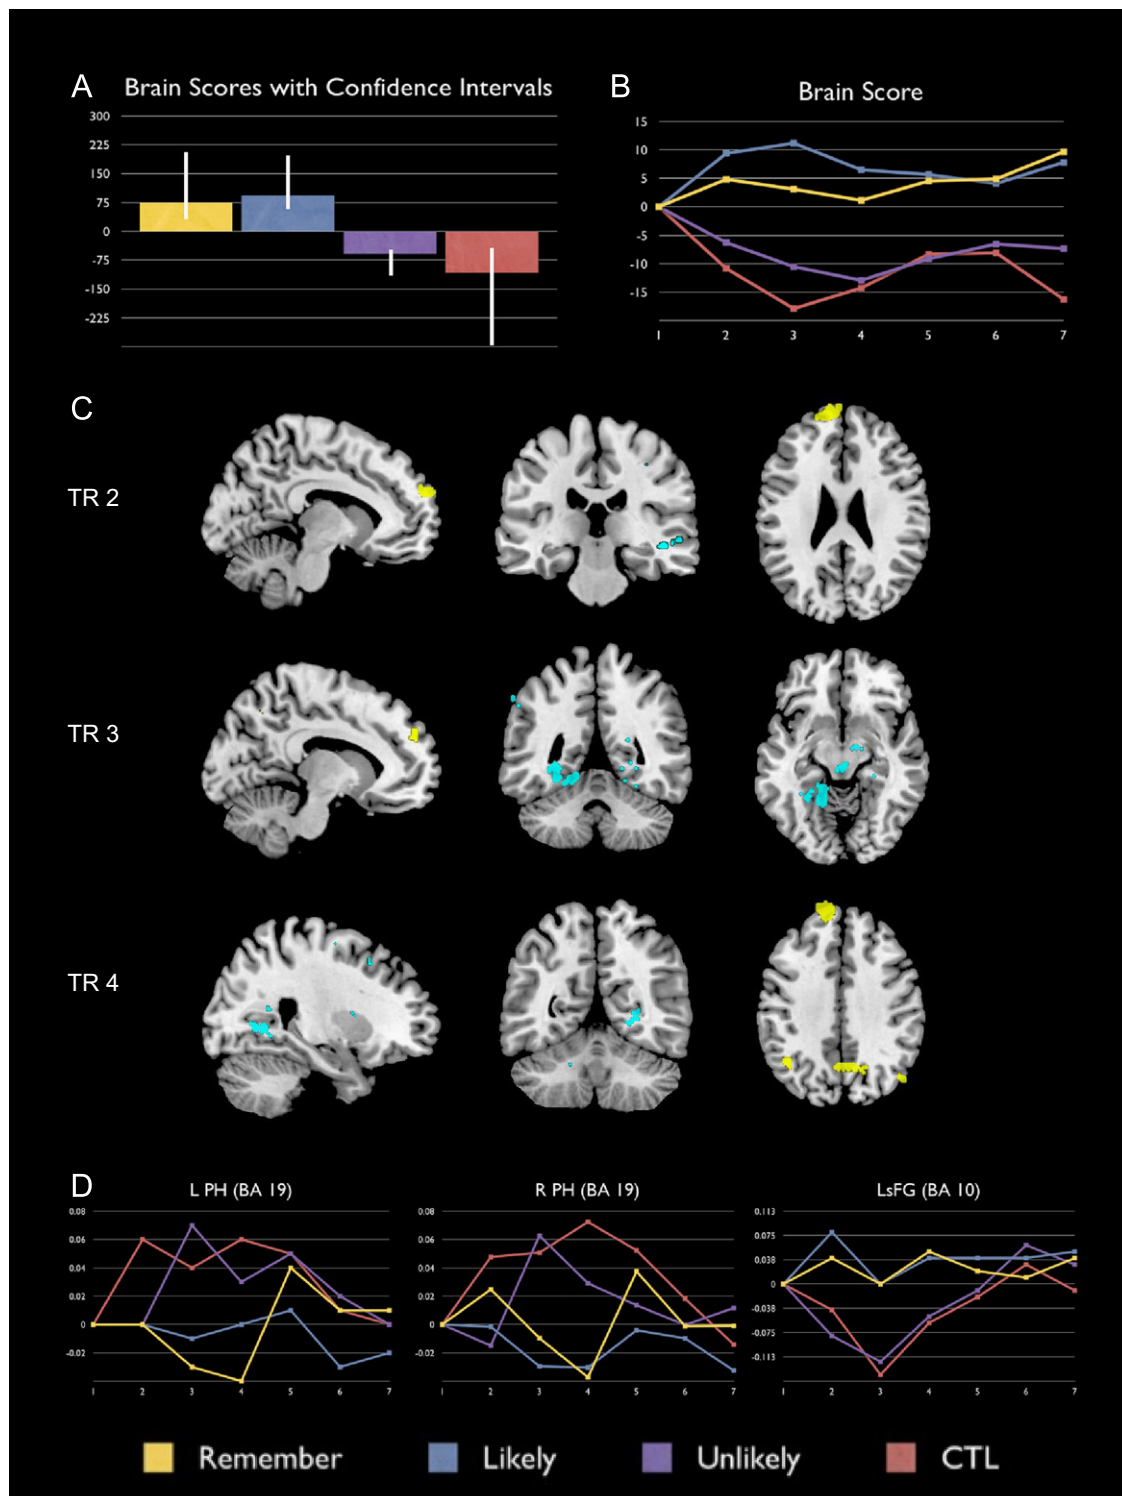 A
Brain Scores with Confidence Intervals
300
225
150
75
0
-75
-150
-225
B
Brain Score
15
10
5
0
-5
-10
-15
1 2 3 4 5 6 7
C
TR 2
TR 3
TR 4
D
L PH (BA 19)
0.08
0.06
0.04
0.02
0
-0.02
1 2 3 4 5 6 7
R PH (BA 19)
0.08
0.06
0.04
0.02
0
-0.02
1 2 3 4 5 6 7
LsFG (BA 10)
0.113
0.075
0.038
0
-0.038
-0.075
-0.113
1 2 3 4 5 6 7
Remember Likely Unlikely CTL